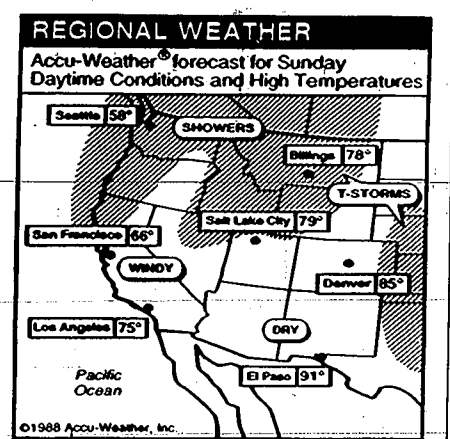 REGIONAL WEATHER
Accu-Weather® forecast for Sunday
Daytime Conditions and High Temperatures
Seattle 58°
SHOWERS
Billings 78°
T-STORMS
Salt Lake City 79°
San Francisco 66°
WINDY
Denver 85°
Los Angeles 75°
DRY
Pacific
Ocean
El Paso 91°
©1988 Accu-Weather, Inc.